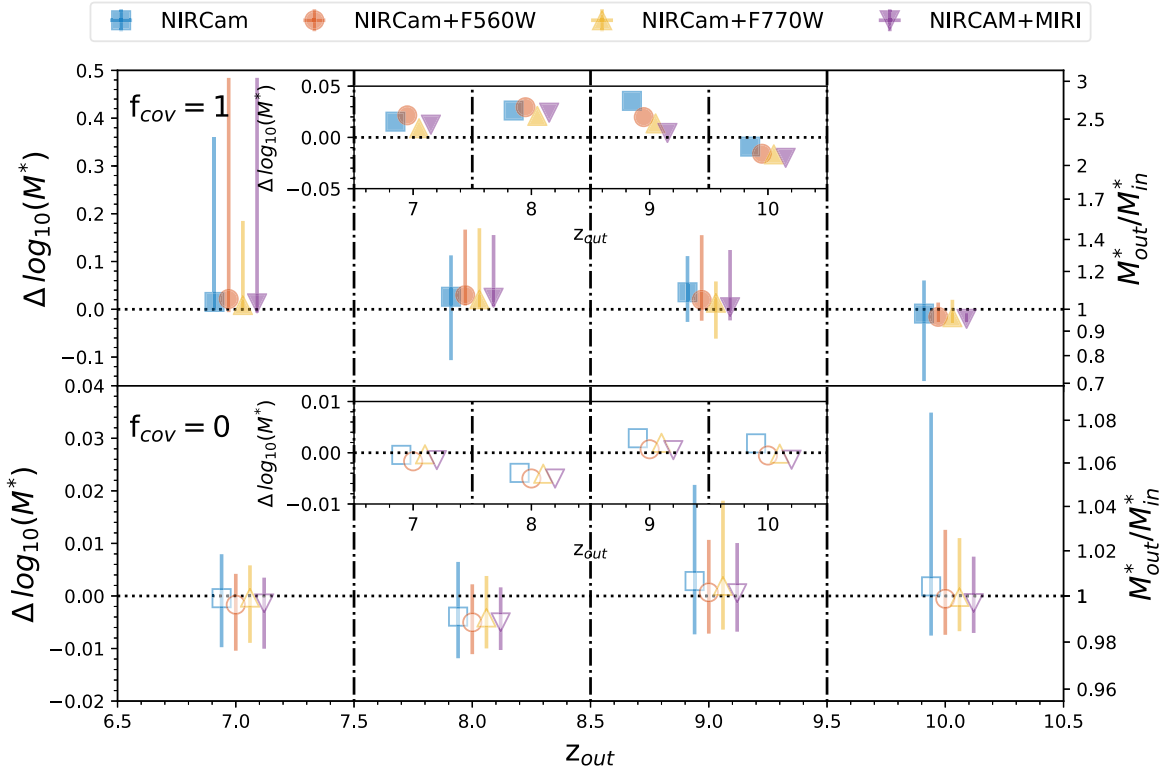 NIRCam NIRCam+F560W NIRCam+F770W NIRCAM+MIRI
f_cov = 1
Δ log10(M*)
0.5
0.4
0.3
0.2
0.1
0.0
−0.1
Δ log10(M*)
0.05
0.00
−0.05
7 8 9 10
z_out
M*_out/M*_in
3
2.5
2
1.7
1.4
1.2
1
0.9
0.8
0.7
f_cov = 0
Δ log10(M*)
0.04
0.03
0.02
0.01
0.00
−0.01
−0.02
Δ log10(M*)
0.01
0.00
−0.01
7 8 9 10
z_out
M*_out/M*_in
1.08
1.06
1.04
1.02
1
0.98
0.96
6.5 7.0 7.5 8.0 8.5 9.0 9.5 10.0 10.5
z_out